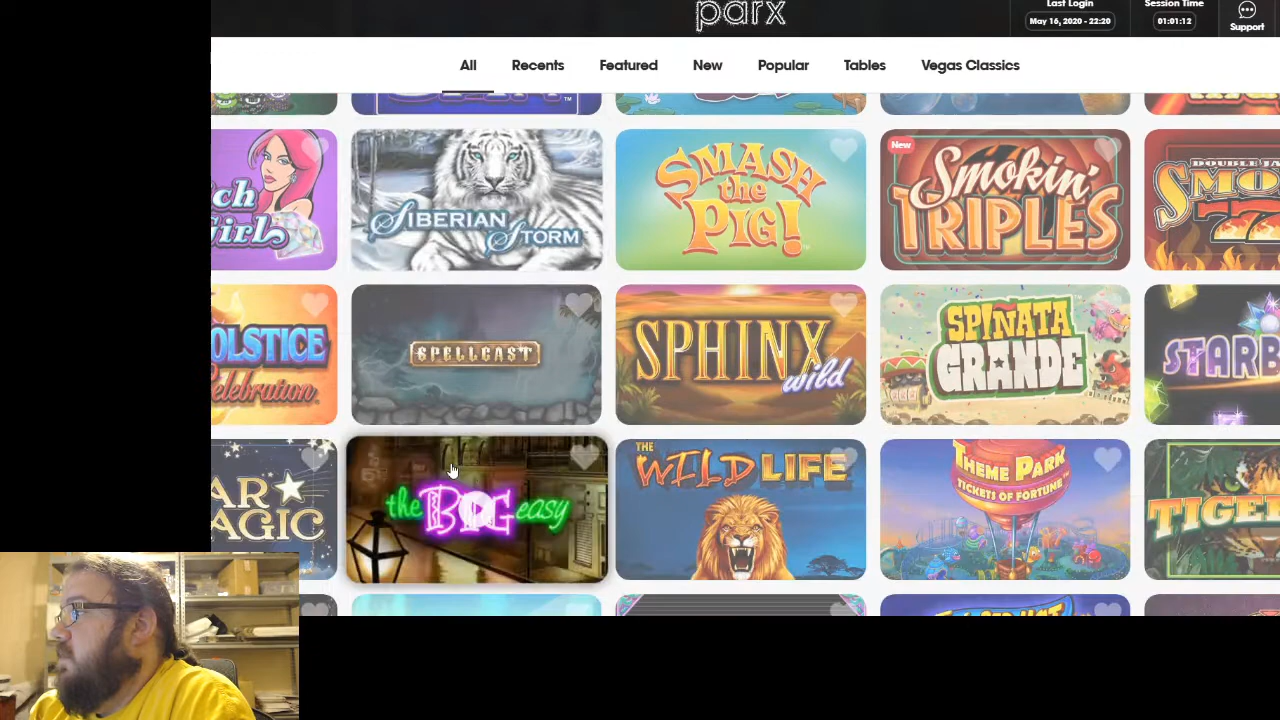 parx
Last Login
May 16, 2020 - 22:20
Session Time
01:01:12
Support
All
Recents
Featured
New
Popular
Tables
Vegas Classics
SIBERIAN
STORM
SMASH
the
PIG!
New
Smokin'
TRIPLES
SPELLCAST
SPHINX
wild
SPIÑATA
GRANDE
the BIG easy
THE
WILD LIFE
THEME PARK
TICKETS OF FORTUNE